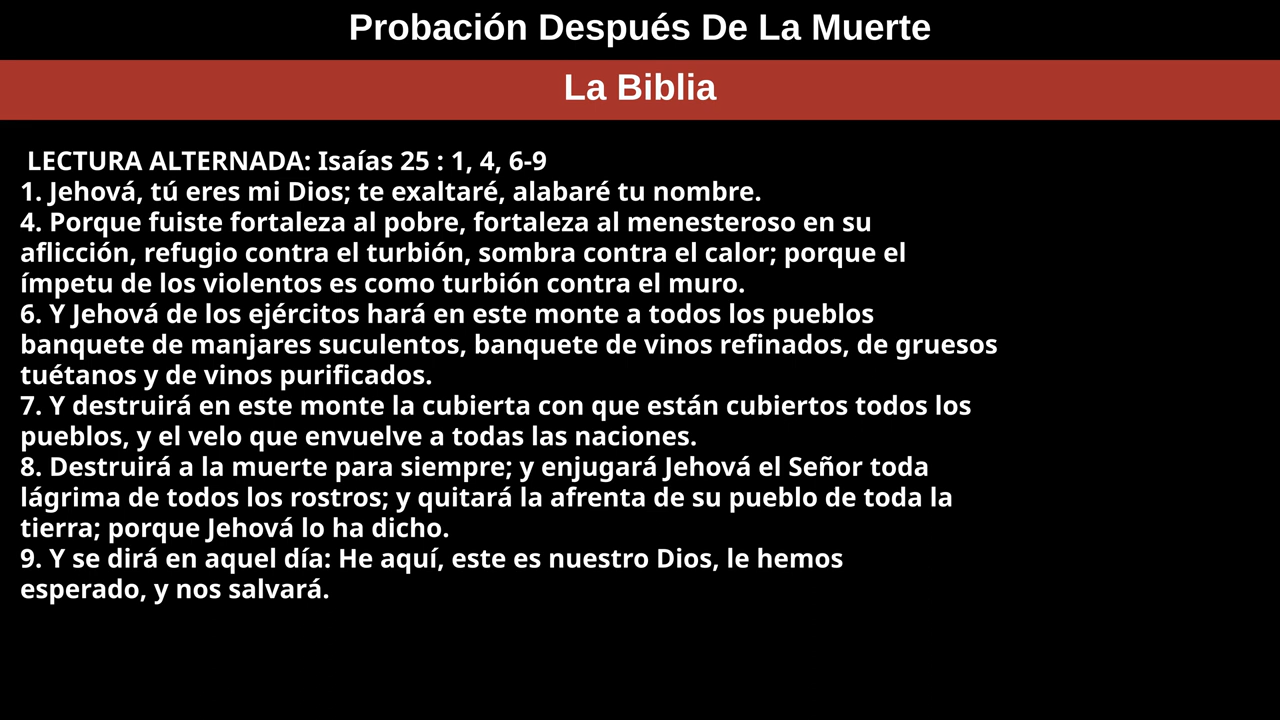 Probación Después De La Muerte
La Biblia
LECTURA ALTERNADA: Isaías 25 : 1, 4, 6-9
1. Jehová, tú eres mi Dios; te exaltaré, alabaré tu nombre.
4. Porque fuiste fortaleza al pobre, fortaleza al menesteroso en su
aflicción, refugio contra el turbión, sombra contra el calor; porque el
ímpetu de los violentos es como turbión contra el muro.
6. Y Jehová de los ejércitos hará en este monte a todos los pueblos
banquete de manjares suculentos, banquete de vinos refinados, de gruesos
tuétanos y de vinos purificados.
7. Y destruirá en este monte la cubierta con que están cubiertos todos los
pueblos, y el velo que envuelve a todas las naciones.
8. Destruirá a la muerte para siempre; y enjugará Jehová el Señor toda
lágrima de todos los rostros; y quitará la afrenta de su pueblo de toda la
tierra; porque Jehová lo ha dicho.
9. Y se dirá en aquel día: He aquí, este es nuestro Dios, le hemos
esperado, y nos salvará.